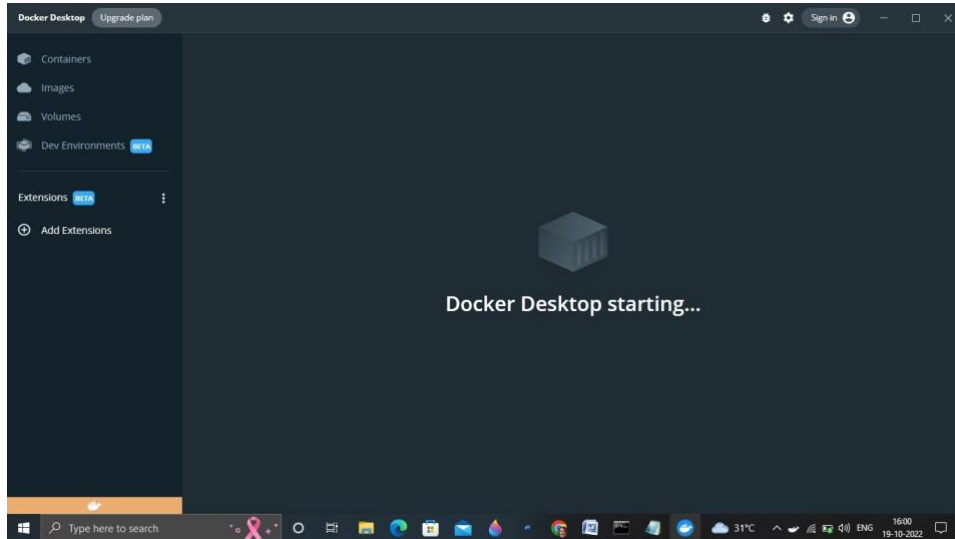 Docker Desktop Upgrade plan
Sign in
Containers
Images
Volumes
Dev Environments BETA
Extensions BETA
Add Extensions
Docker Desktop starting...
Type here to search
31°C
ENG
16:00
19-10-2022